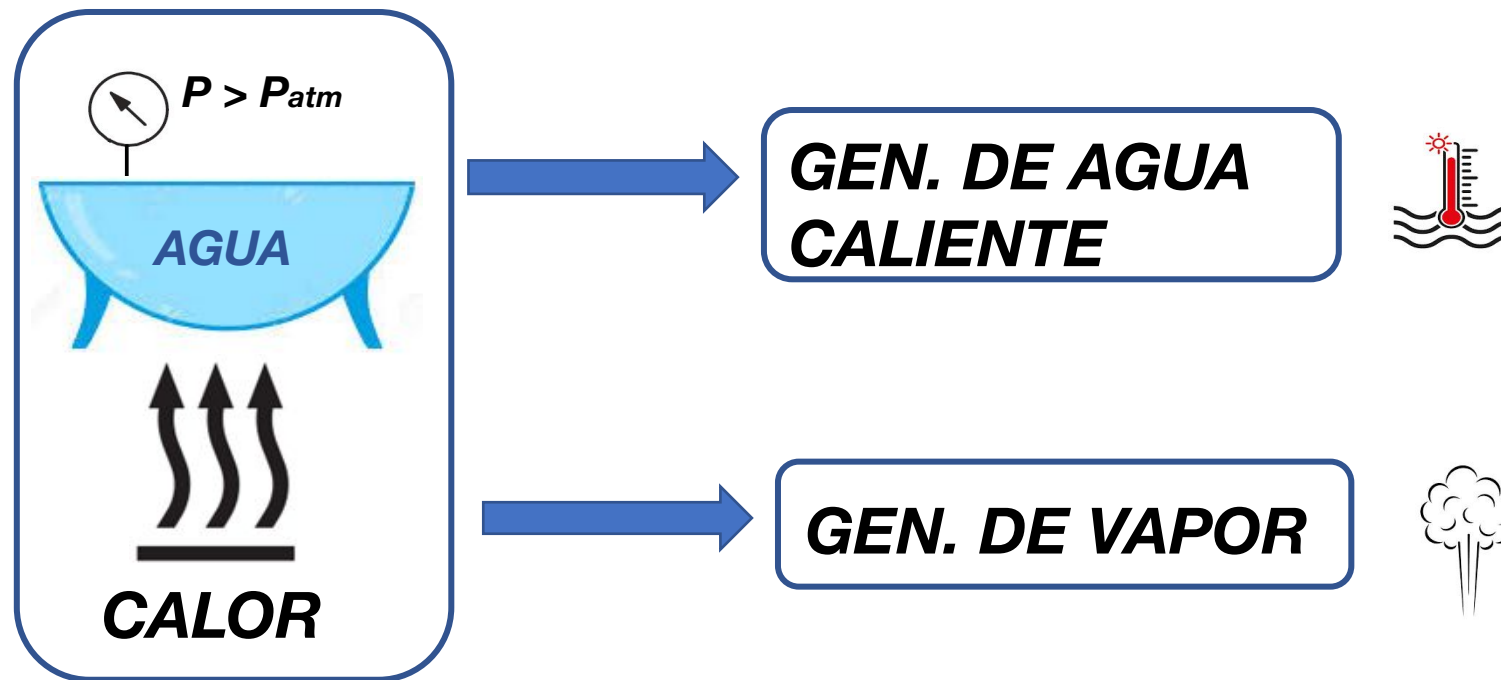 P > Patm
AGUA
CALOR
GEN. DE AGUA
CALIENTE
GEN. DE VAPOR